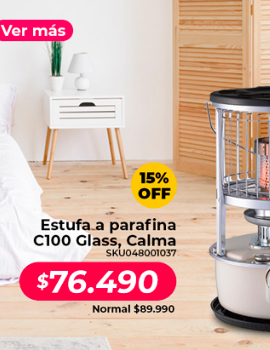 Ver más
15%
OFF
Estufa a parafina
C100 Glass, Calma
SKU048001037
$76.490
Normal $89.990